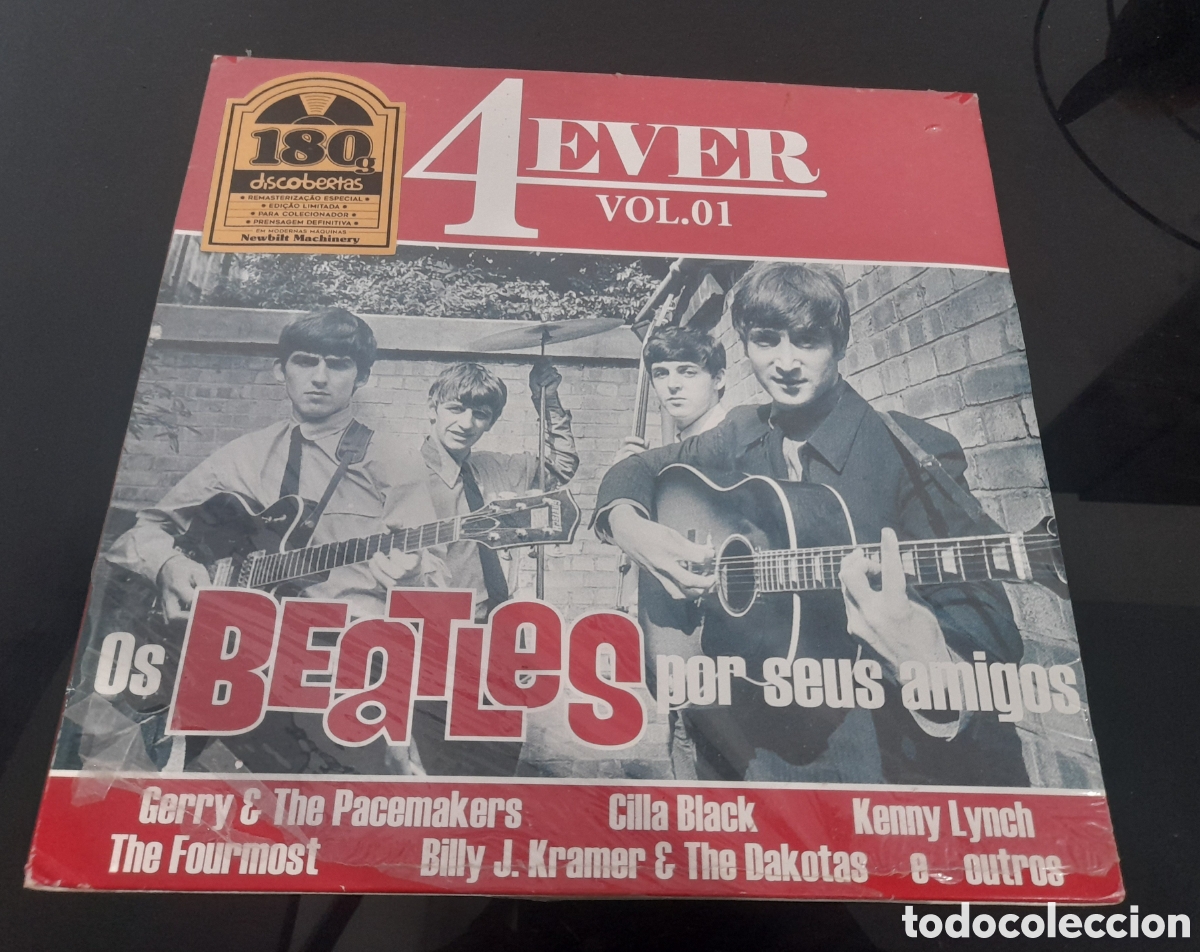 180g
discobertas
• REMASTERIZAÇÃO ESPECIAL •
• EDIÇÃO LIMITADA •
• PARA COLECIONADOR •
• PRENSAGEM DEFINITIVA •
EM MODERNAS MÁQUINAS
Newbilt Machinery
4EVER
VOL.01
Os BEaTLes por seus amigos
Gerry & The Pacemakers Cilla Black Kenny Lynch
The Fourmost Billy J. Kramer & The Dakotas e outros
todocoleccion